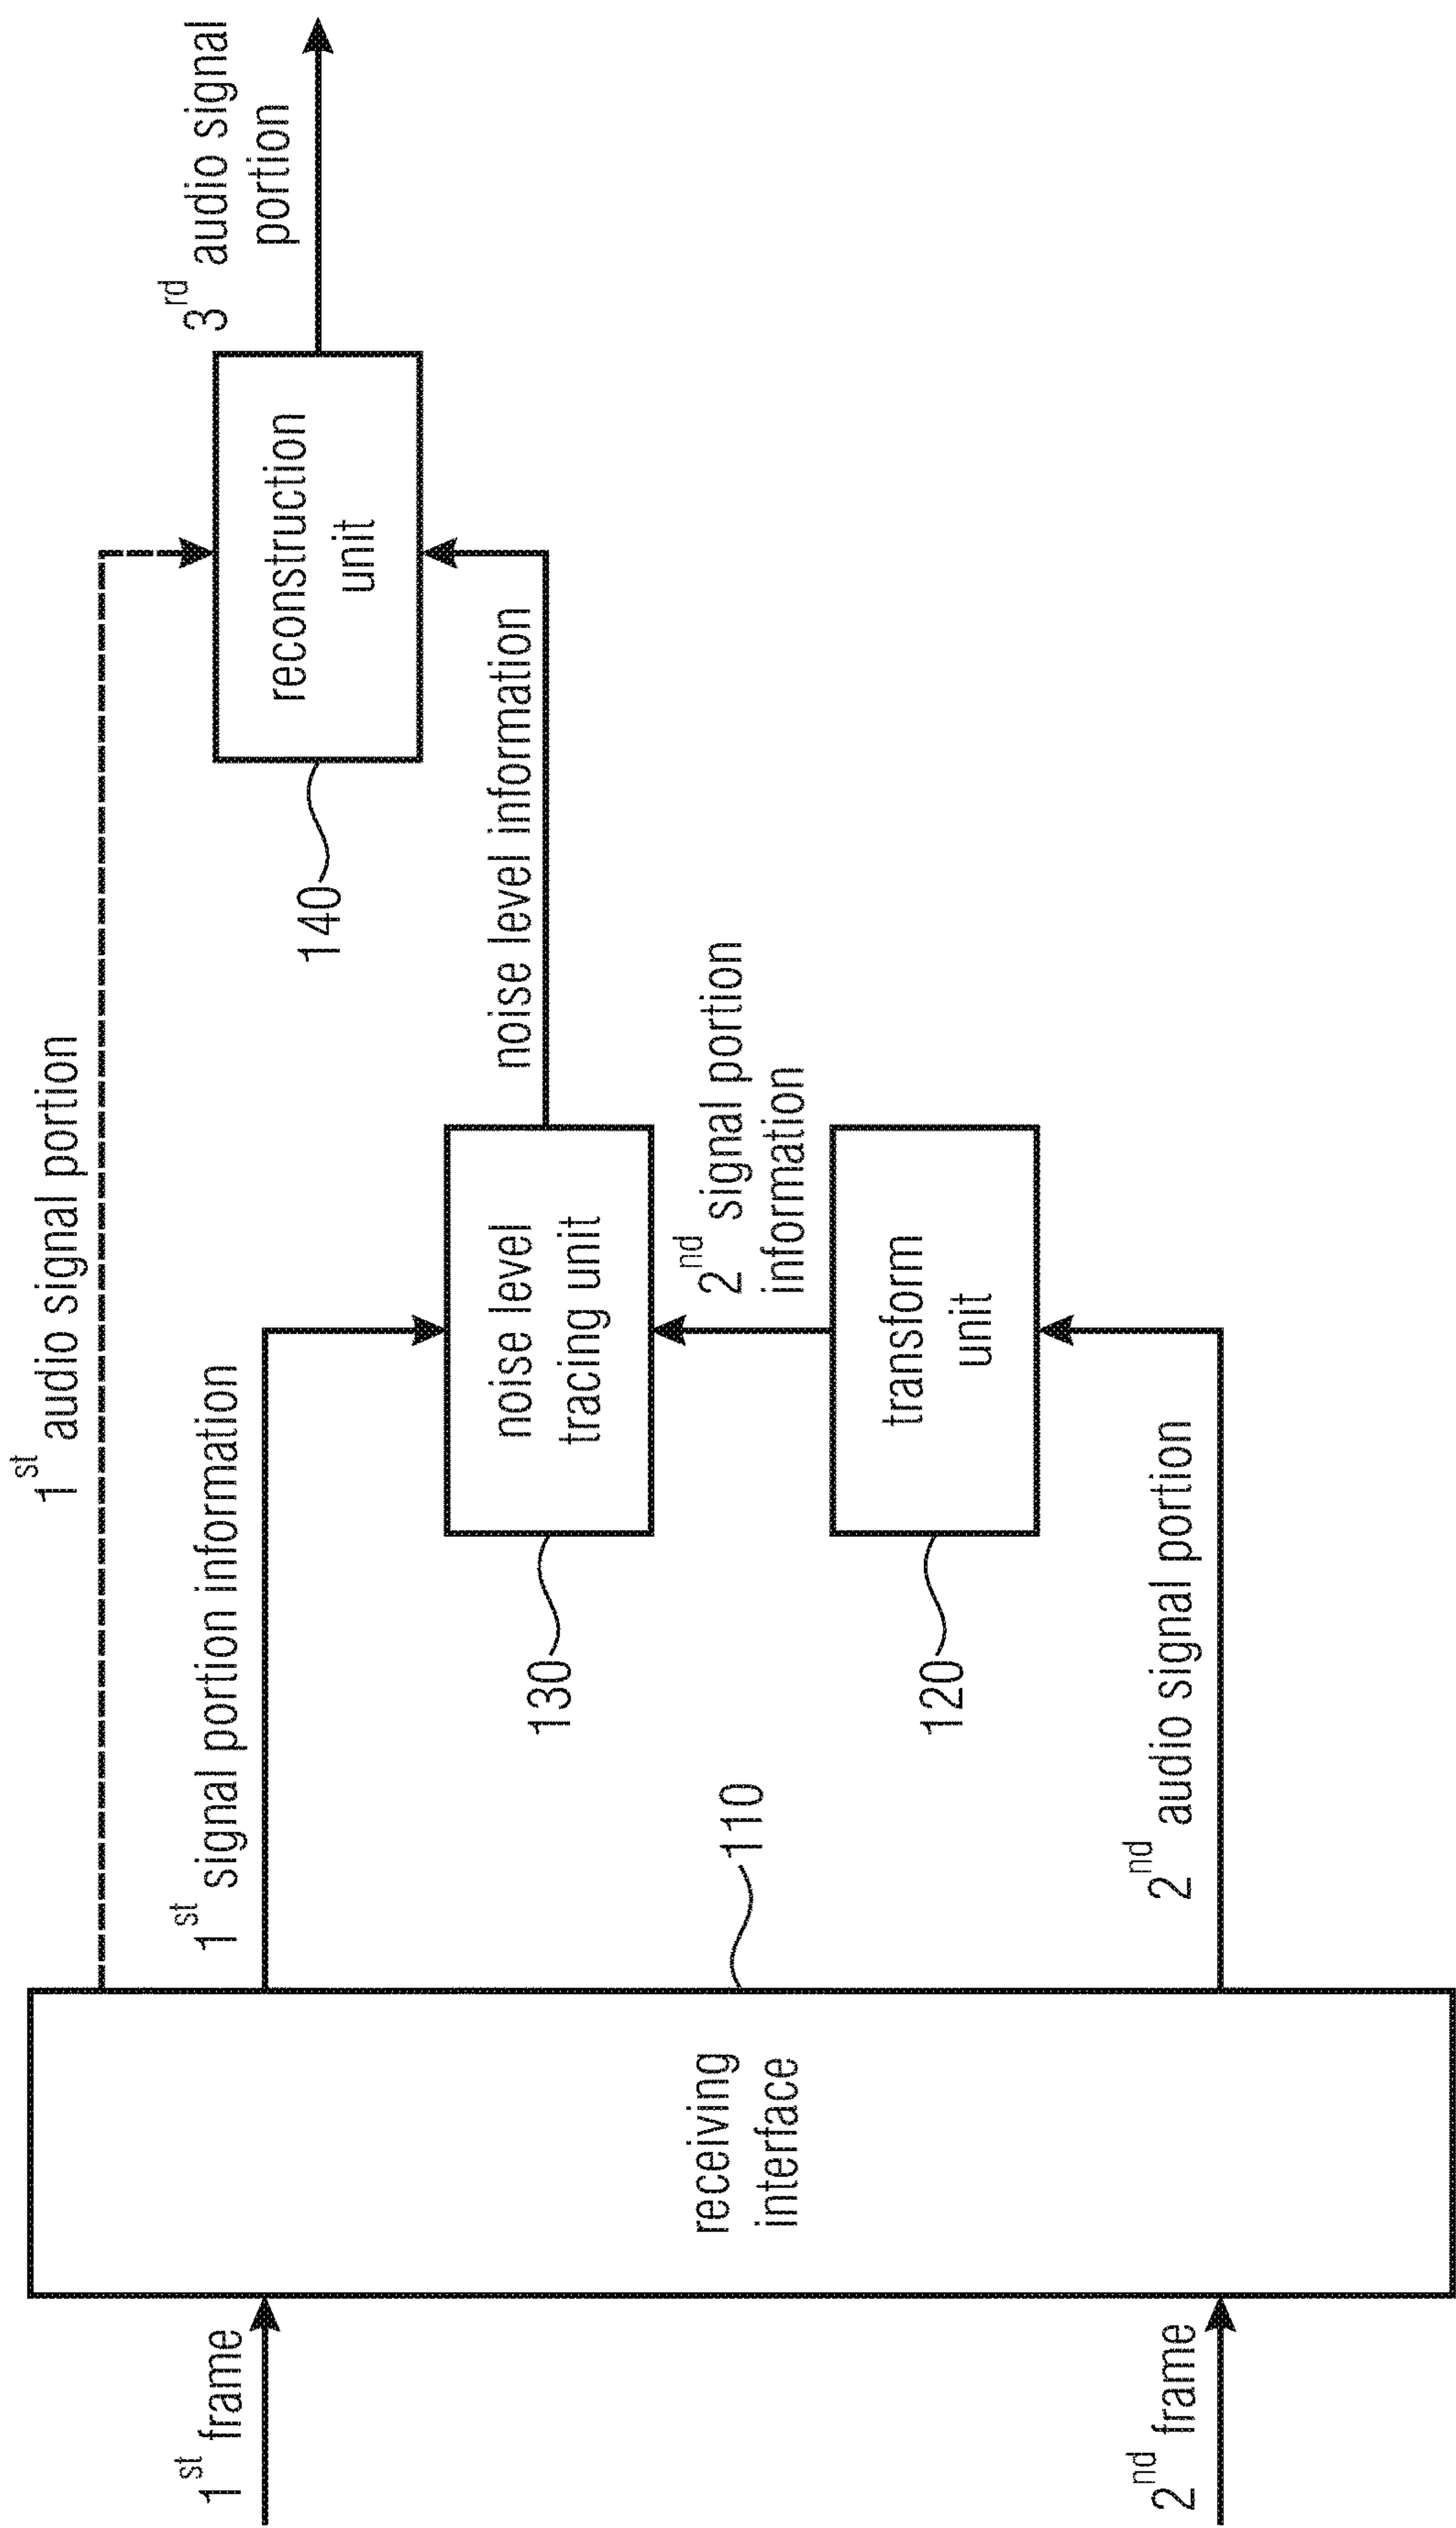 1st frame
2nd frame
receiving
interface
110
1st audio signal portion
1st signal portion information
2nd audio signal portion
130
noise level
tracing unit
120
transform
unit
2nd signal portion
information
noise level information
140
reconstruction
unit
3rd audio signal
portion